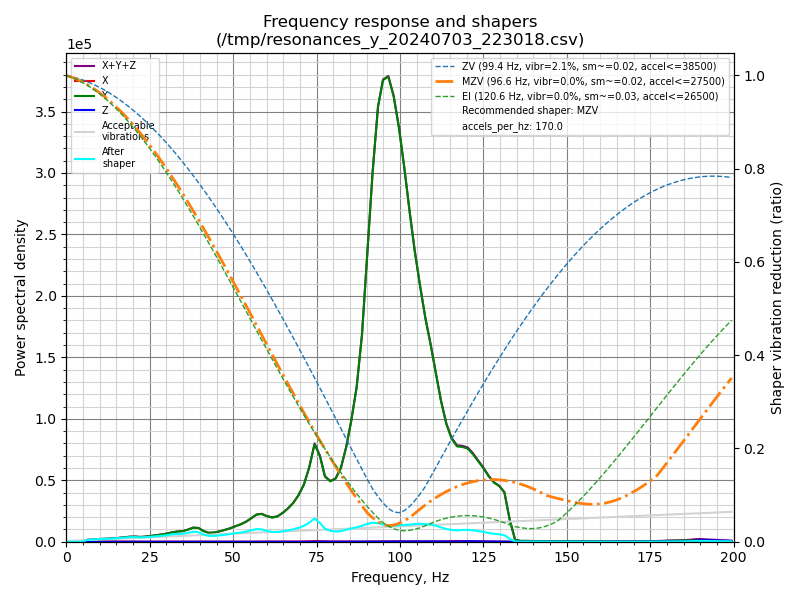 Frequency response and shapers
(/tmp/resonances_y_20240703_223018.csv)
1e5
X+Y+Z
X
Z
Acceptable
vibrations
After
shaper
ZV (99.4 Hz, vibr=2.1%, sm~=0.02, accel<=38500)
MZV (96.6 Hz, vibr=0.0%, sm~=0.02, accel<=27500)
EI (120.6 Hz, vibr=0.0%, sm~=0.03, accel<=26500)
Recommended shaper: MZV
accels_per_hz: 170.0
Power spectral density
3.5
3.0
2.5
2.0
1.5
1.0
0.5
0.0
1.0
0.8
0.6
0.4
0.2
0.0
Shaper vibration reduction (ratio)
0 25 50 75 100 125 150 175 200
Frequency, Hz